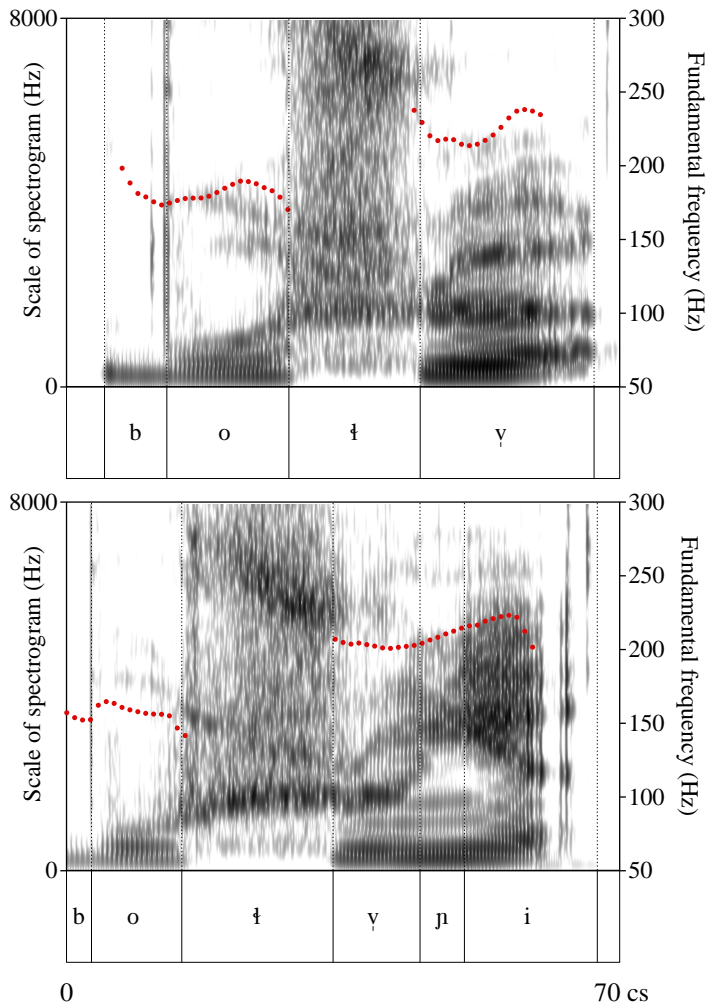 8000
300
250
200
150
100
50
0
Scale of spectrogram (Hz)
Fundamental frequency (Hz)
b o ɬ v̩
8000
300
250
200
150
100
50
0
Scale of spectrogram (Hz)
Fundamental frequency (Hz)
b o ɬ v̩ ɲ i
0 70 cs